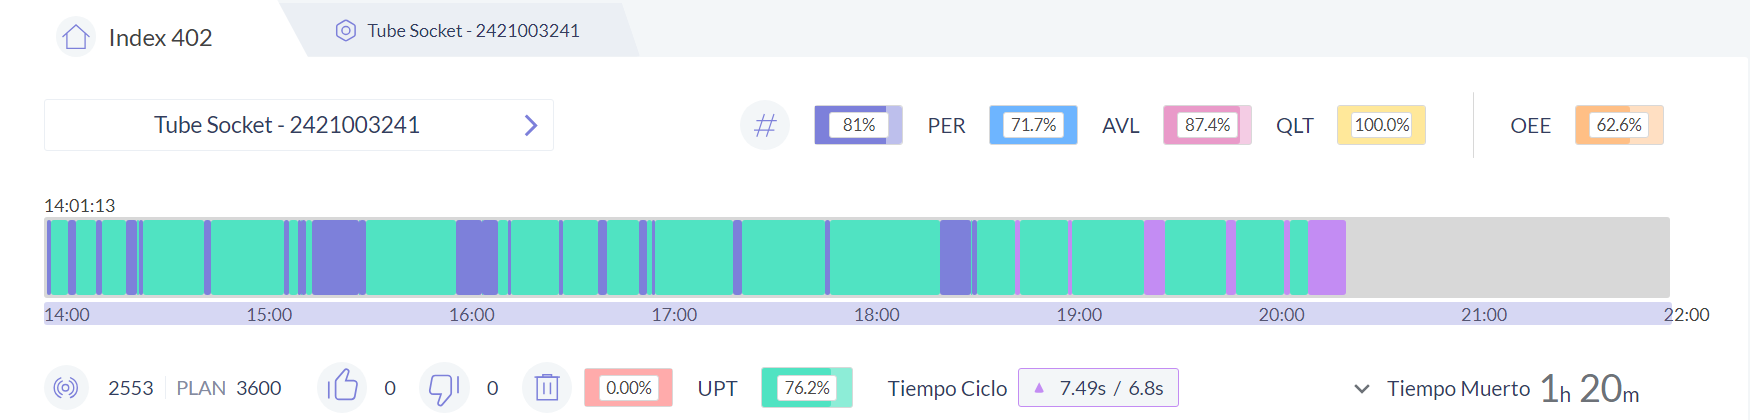 Index 402
Tube Socket - 2421003241
Tube Socket - 2421003241
# 81% PER 71.7% AVL 87.4% QLT 100.0% OEE 62.6%
14:01:13
14:00 15:00 16:00 17:00 18:00 19:00 20:00 21:00 22:00
2553 PLAN 3600 0 0 0.00% UPT 76.2% Tiempo Ciclo ▲ 7.49s / 6.8s Tiempo Muerto 1h 20m